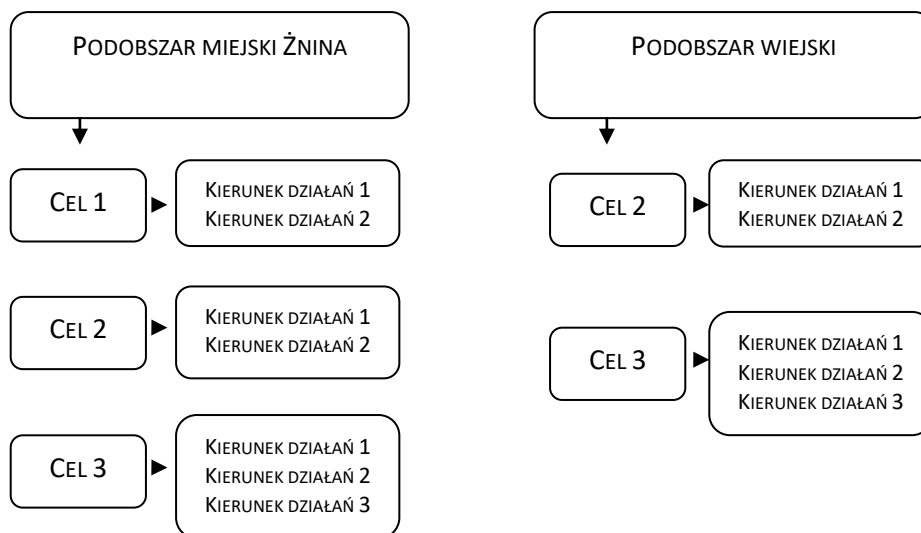 PODOBSZAR MIEJSKI ŻNINA
CEL 1
KIERUNEK DZIAŁAŃ 1
KIERUNEK DZIAŁAŃ 2
CEL 2
KIERUNEK DZIAŁAŃ 1
KIERUNEK DZIAŁAŃ 2
CEL 3
KIERUNEK DZIAŁAŃ 1
KIERUNEK DZIAŁAŃ 2
KIERUNEK DZIAŁAŃ 3
PODOBSZAR WIEJSKI
CEL 2
KIERUNEK DZIAŁAŃ 1
KIERUNEK DZIAŁAŃ 2
CEL 3
KIERUNEK DZIAŁAŃ 1
KIERUNEK DZIAŁAŃ 2
KIERUNEK DZIAŁAŃ 3